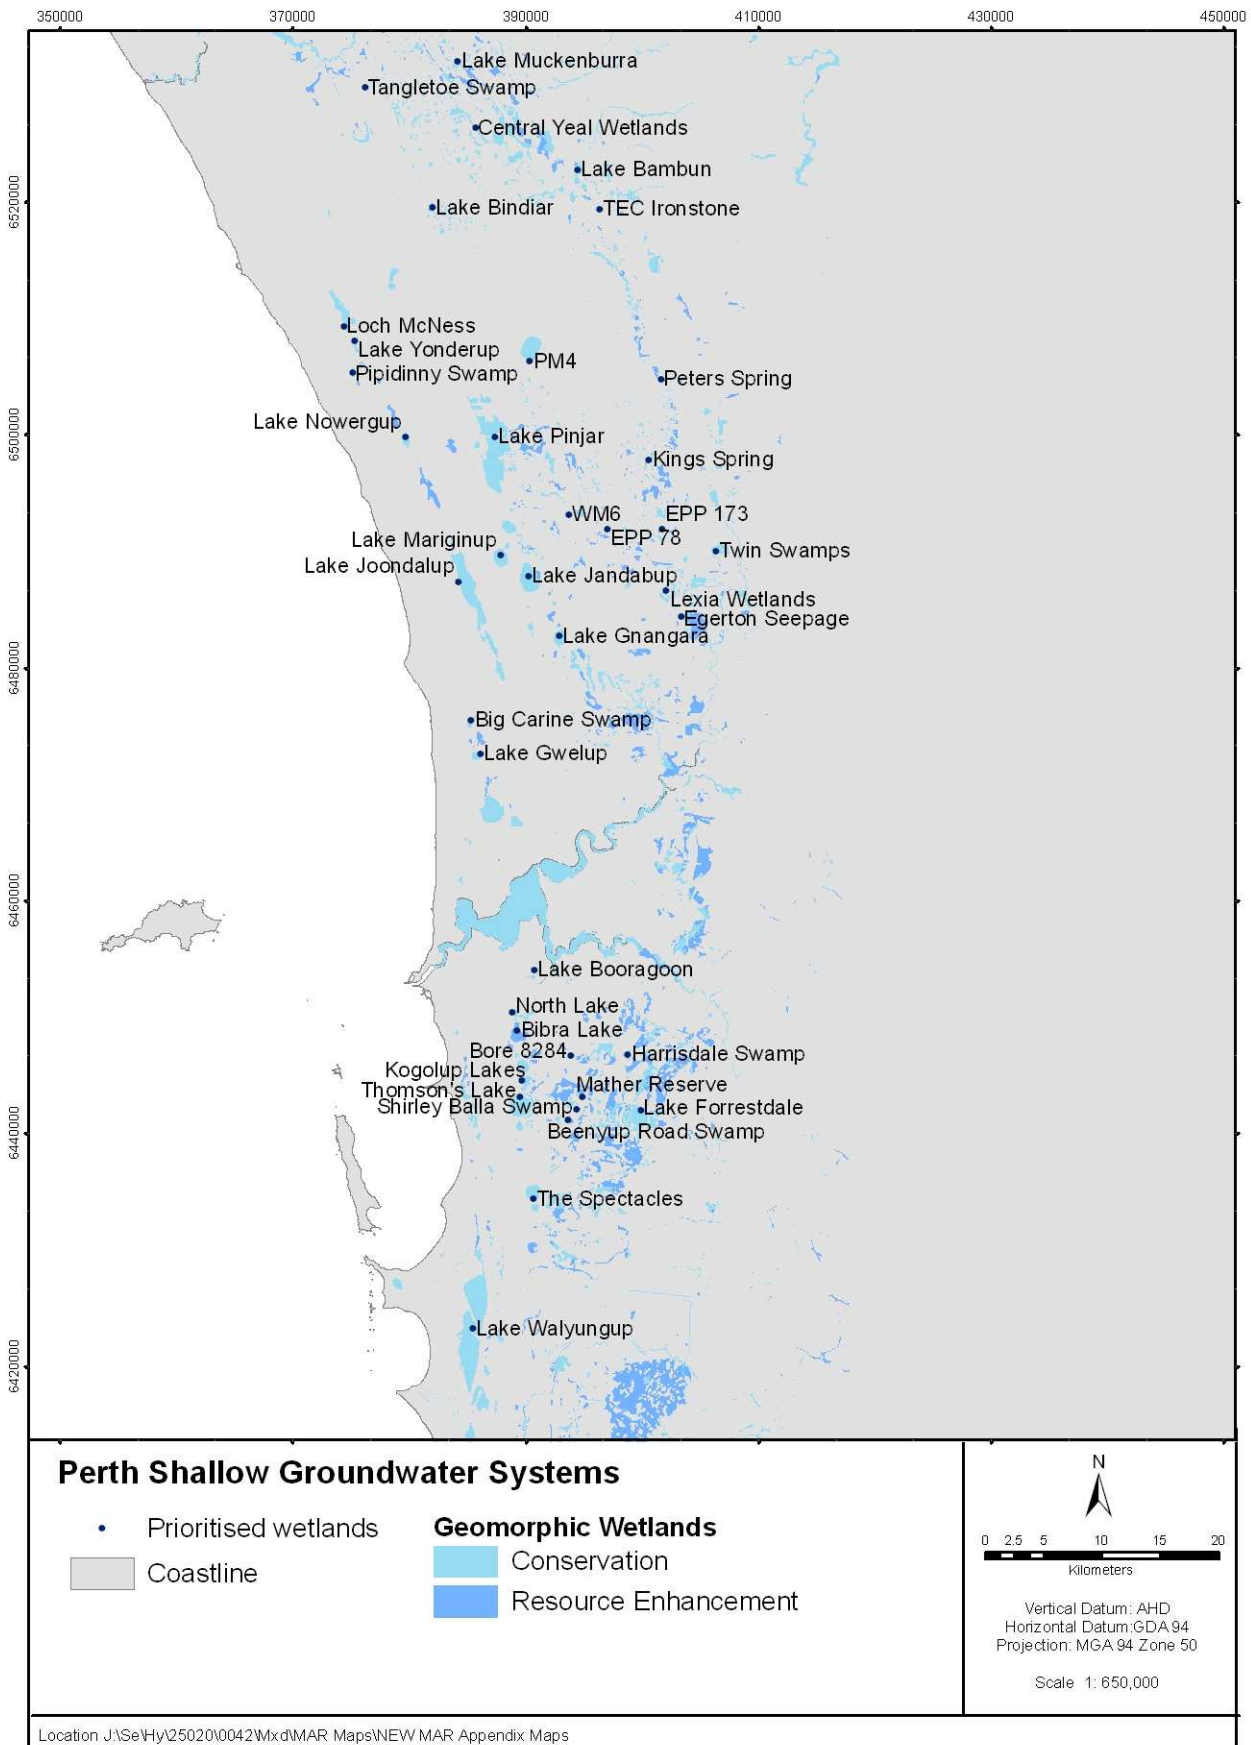 350000 370000 390000 410000 430000 450000
Lake Muckenburra
Tangletoe Swamp
Central Yeal Wetlands
Lake Bambun
6520000
Lake Bindiar
TEC Ironstone
Loch McNess
Lake Yonderup
PM4
Pipidinny Swamp
Peters Spring
Lake Nowergup
6500000
Lake Pinjar
Kings Spring
WM6
EPP 173
EPP 78
Lake Mariginup
Twin Swamps
Lake Joondalup
Lake Jandabup
Lexia Wetlands
Egerton Seepage
Lake Gnangara
6480000
Big Carine Swamp
Lake Gwelup
6460000
Lake Booragoon
North Lake
Bibra Lake
Bore 8284
Harrisdale Swamp
Kogolup Lakes
Mather Reserve
Thomson's Lake
Shirley Balla Swamp
Lake Forrestdale
6440000
Beenyup Road Swamp
The Spectacles
Lake Walyungup
6420000
Perth Shallow Groundwater Systems
Prioritised wetlands
Coastline
Geomorphic Wetlands
Conservation
Resource Enhancement
N
0 2.5 5 10 15 20
Kilometers
Vertical Datum: AHD
Horizontal Datum:GDA 94
Projection: MGA 94 Zone 50
Scale 1: 650,000
Location J:\Se\Hy\25020\0042\Mxd\MAR Maps\NEW MAR Appendix Maps